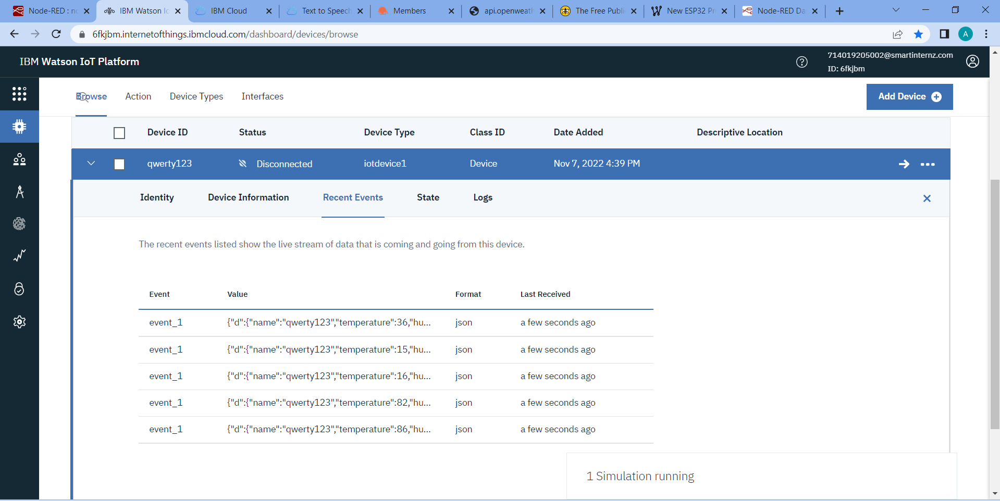 Node-RED : no
IBM Watson Io
IBM Cloud
Text to Speech
Members
api.openweath
The Free Publi
New ESP32 Pr
Node-RED Da
6fkjbm.internetofthings.ibmcloud.com/dashboard/devices/browse
A
IBM Watson IoT Platform
714019205002@smartinternz.com
ID: 6fkjbm
Browse Action Device Types Interfaces
Add Device
Device ID Status Device Type Class ID Date Added Descriptive Location
qwerty123 Disconnected iotdevice1 Device Nov 7, 2022 4:39 PM
Identity Device Information Recent Events State Logs
The recent events listed show the live stream of data that is coming and going from this device.
Event Value Format Last Received
event_1 {"d":{"name":"qwerty123","temperature":36,"hu... json a few seconds ago
event_1 {"d":{"name":"qwerty123","temperature":15,"hu... json a few seconds ago
event_1 {"d":{"name":"qwerty123","temperature":16,"hu... json a few seconds ago
event_1 {"d":{"name":"qwerty123","temperature":82,"hu... json a few seconds ago
event_1 {"d":{"name":"qwerty123","temperature":86,"hu... json a few seconds ago
1 Simulation running